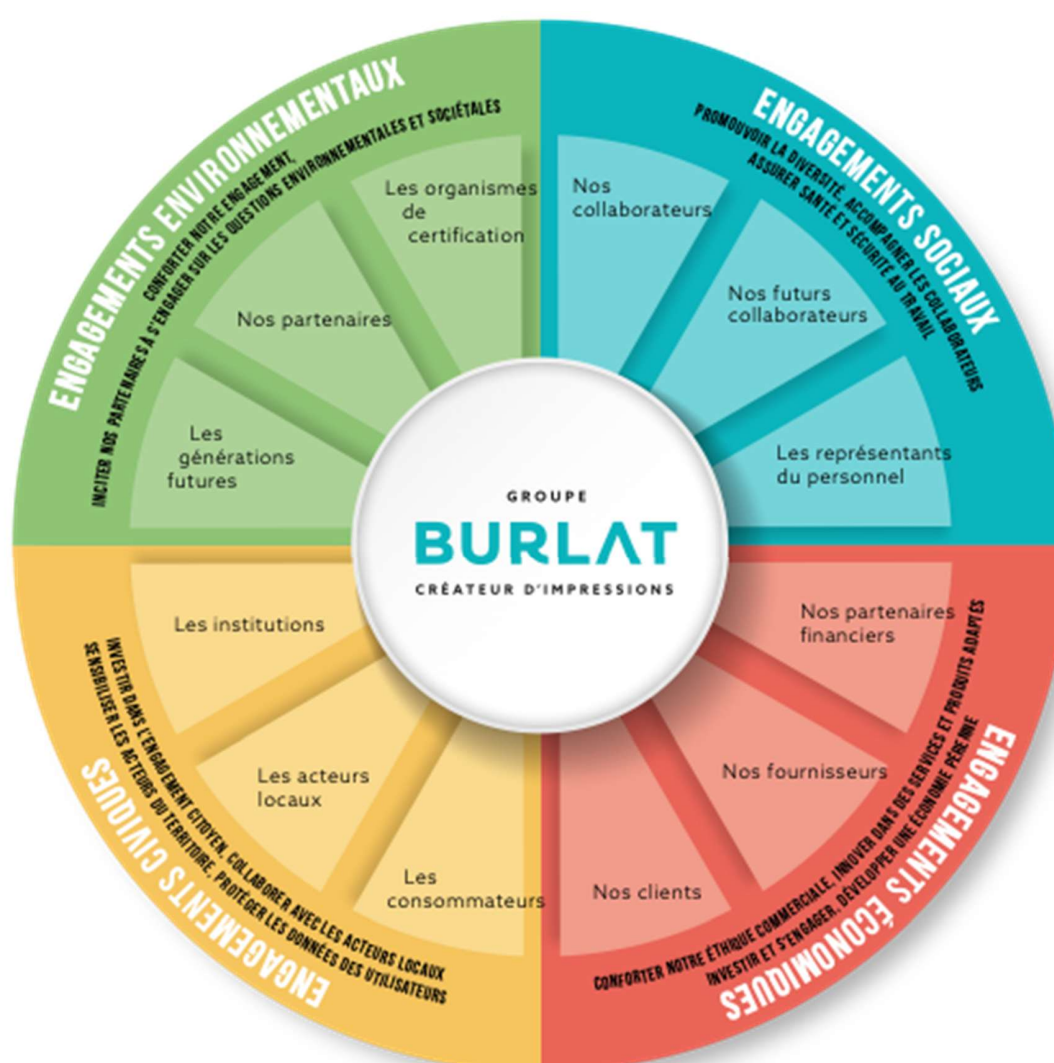 ENGAGEMENTS ENVIRONNEMENTAUX
CONFORTER NOTRE ENGAGEMENT,
INCITER NOS PARTENAIRES À S'ENGAGER SUR LES QUESTIONS ENVIRONNEMENTALES ET SOCIÉTALES
Les organismes
de
certification
Nos partenaires
Les
générations
futures
ENGAGEMENTS SOCIAUX
PROMOUVOIR LA DIVERSITÉ, ACCOMPAGNER LES COLLABORATEURS
ASSURER SANTÉ ET SÉCURITÉ AU TRAVAIL
Nos
collaborateurs
Nos futurs
collaborateurs
Les représentants
du personnel
GROUPE
BURLAT
CRÉATEUR D'IMPRESSIONS
Les institutions
Les acteurs
locaux
Les
consommateurs
INVESTIR DANS L'ENGAGEMENT CITOYEN, COLLABORER AVEC LES ACTEURS LOCAUX
SENSIBILISER LES ACTEURS DU TERRITOIRE, PROTÉGER LES DONNÉES DES UTILISATEURS
ENGAGEMENTS CIVIQUES
Nos partenaires
financiers
Nos fournisseurs
Nos clients
CONFORTER NOTRE ÉTHIQUE COMMERCIALE, INNOVER DANS DES SERVICES ET PRODUITS ADAPTÉS
INVESTIR ET S'ENGAGER, DÉVELOPPER UNE ÉCONOMIE PÉRENNE
ENGAGEMENTS ÉCONOMIQUES